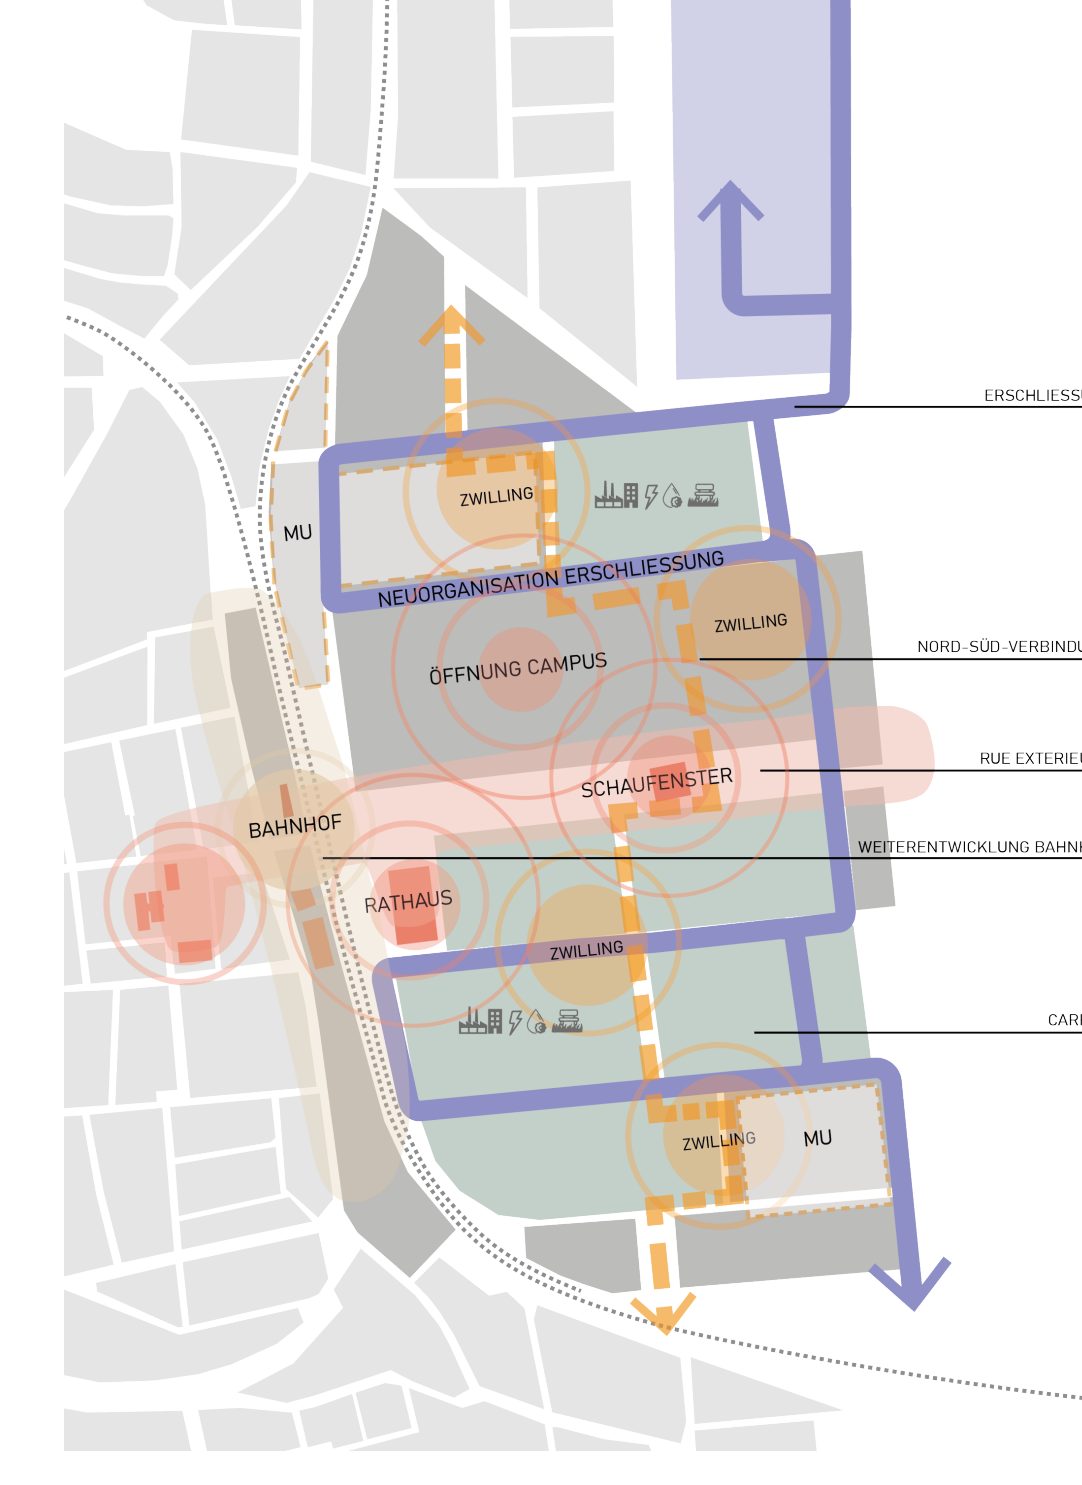 ERSCHLIESSU
ZWILLING
MU
NEUORGANISATION ERSCHLIESSUNG
ZWILLING
NORD-SÜD-VERBINDU
ÖFFNUNG CAMPUS
RUE EXTERIEU
SCHAUFENSTER
BAHNHOF
WEITERENTWICKLUNG BAHNH
RATHAUS
ZWILLING
CAR
ZWILLING
MU